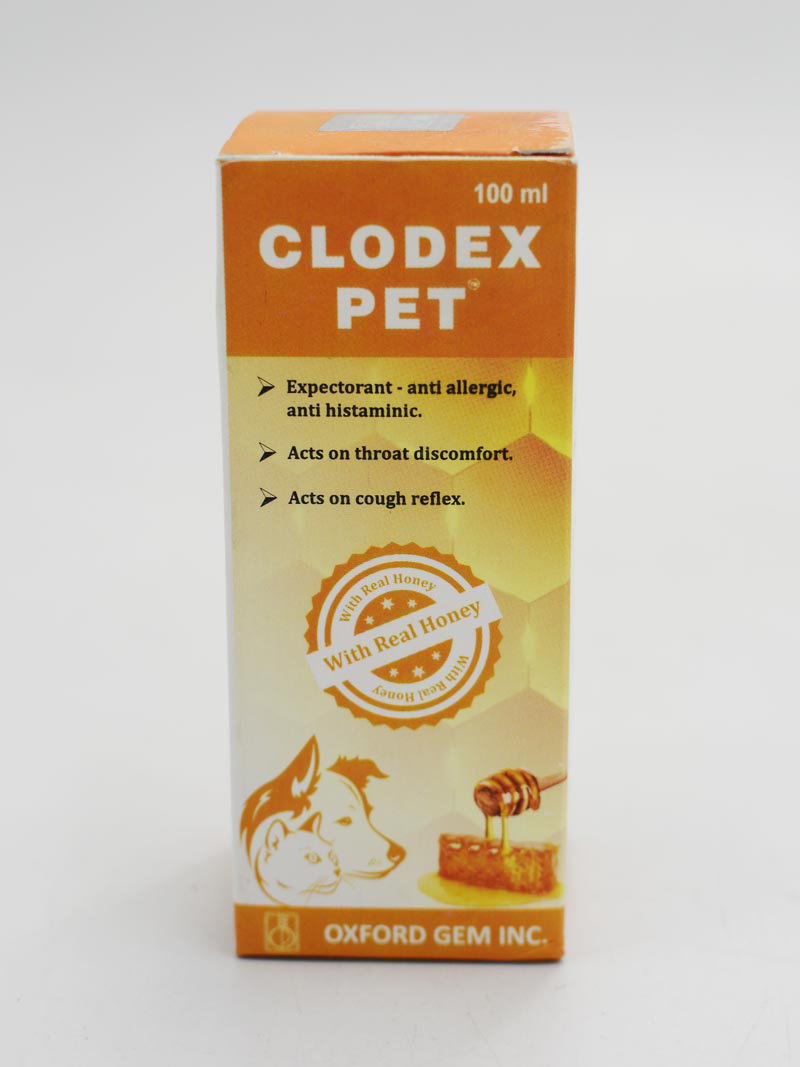 100 ml
CLODEX
PET™
➢ Expectorant - anti allergic,
anti histaminic.
➢ Acts on throat discomfort.
➢ Acts on cough reflex.
With Real Honey
With Real Honey
With Real Honey
OXFORD GEM INC.